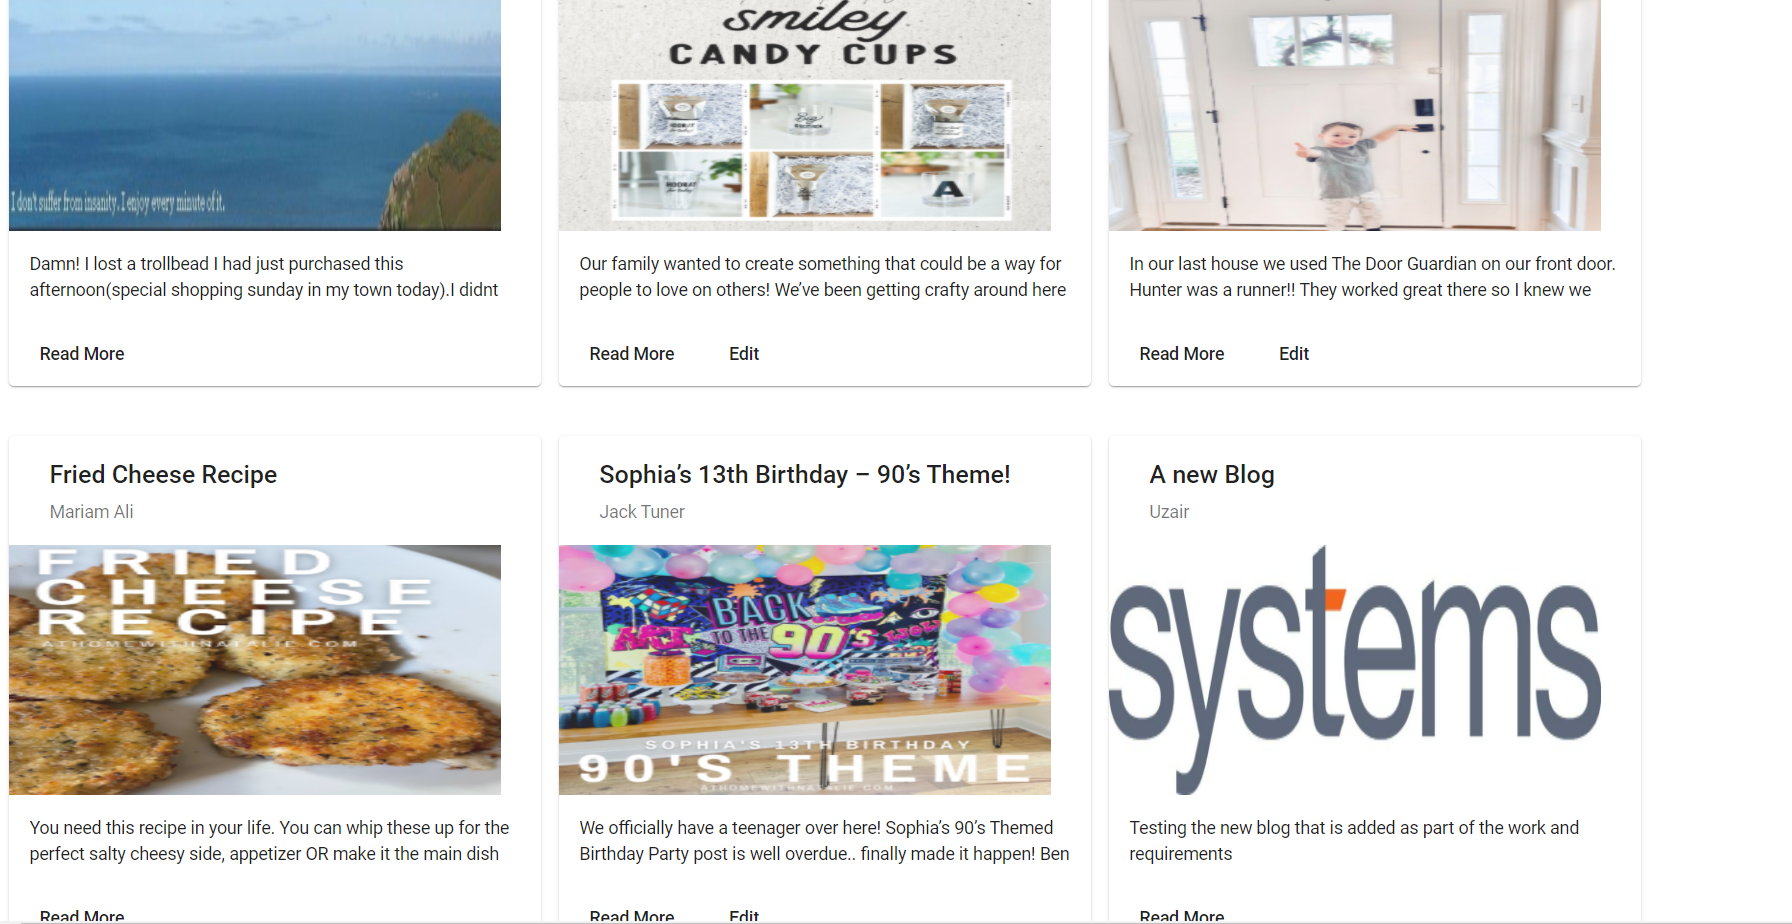 smiley
CANDY CUPS
I don't suffer from insanity. I enjoy every minute of it.
Damn! I lost a trollbead I had just purchased this
afternoon(special shopping sunday in my town today).I didnt
Read More
Our family wanted to create something that could be a way for
people to love on others! We’ve been getting crafty around here
Read More Edit
In our last house we used The Door Guardian on our front door.
Hunter was a runner!! They worked great there so I knew we
Read More Edit
Fried Cheese Recipe
Mariam Ali
FRIED
CHEESE
RECIPE
ATHOMEWITHNATALIE.COM
You need this recipe in your life. You can whip these up for the
perfect salty cheesy side, appetizer OR make it the main dish
Read More
Sophia’s 13th Birthday – 90’s Theme!
Jack Tuner
BACK
TO THE
90's
SOPHIA'S 13TH BIRTHDAY
90'S THEME
ATHOMEWITHNATALIE.COM
We officially have a teenager over here! Sophia’s 90’s Themed
Birthday Party post is well overdue.. finally made it happen! Ben
Read More Edit
A new Blog
Uzair
systems
Testing the new blog that is added as part of the work and
requirements
Read More